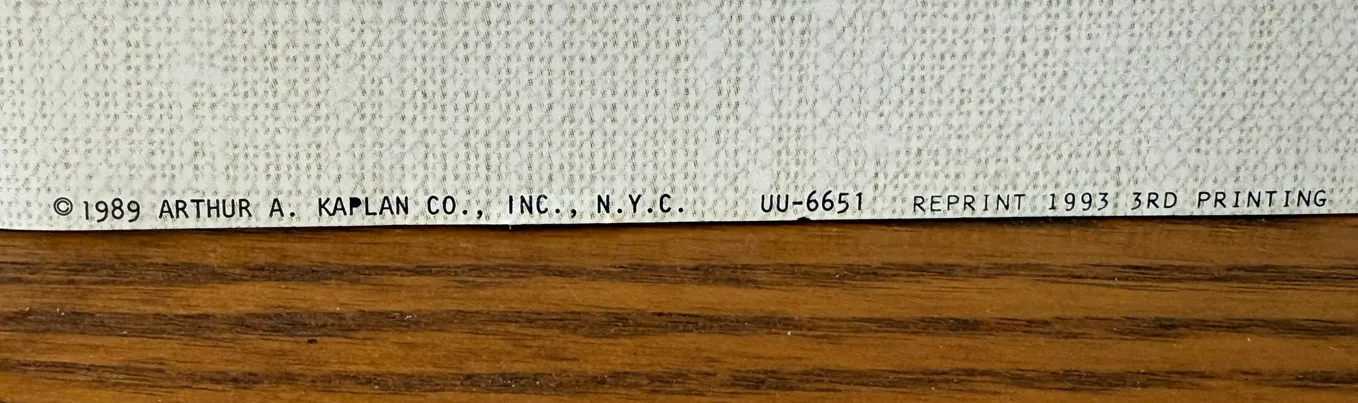 © 1989 ARTHUR A. KAPLAN CO., INC., N.Y.C. UU-6651 REPRINT 1993 3RD PRINTING